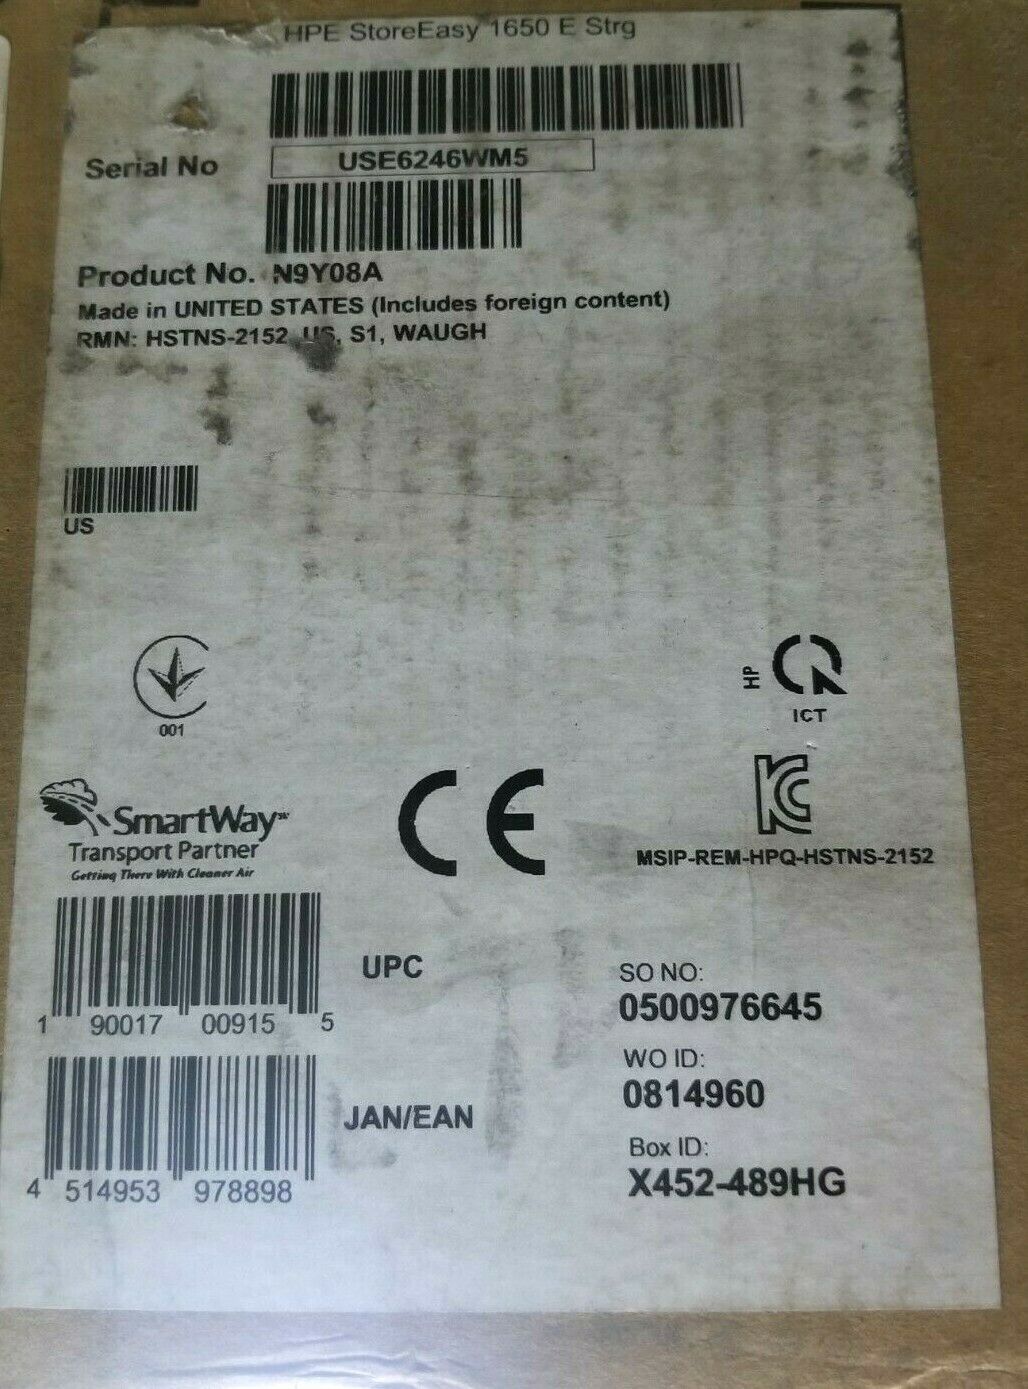 HPE StoreEasy 1650 E Strg
Serial No
USE6246WM5
Product No. N9Y08A
Made in UNITED STATES (Includes foreign content)
RMN: HSTNS-2152, US, S1, WAUGH
US
001
HP
ICT
SmartWay℠
Transport Partner
Getting There With Cleaner Air
CE
KC
MSIP-REM-HPQ-HSTNS-2152
1 90017 00915 5
UPC
SO NO:
0500976645
WO ID:
0814960
4 514953 978898
JAN/EAN
Box ID:
X452-489HG